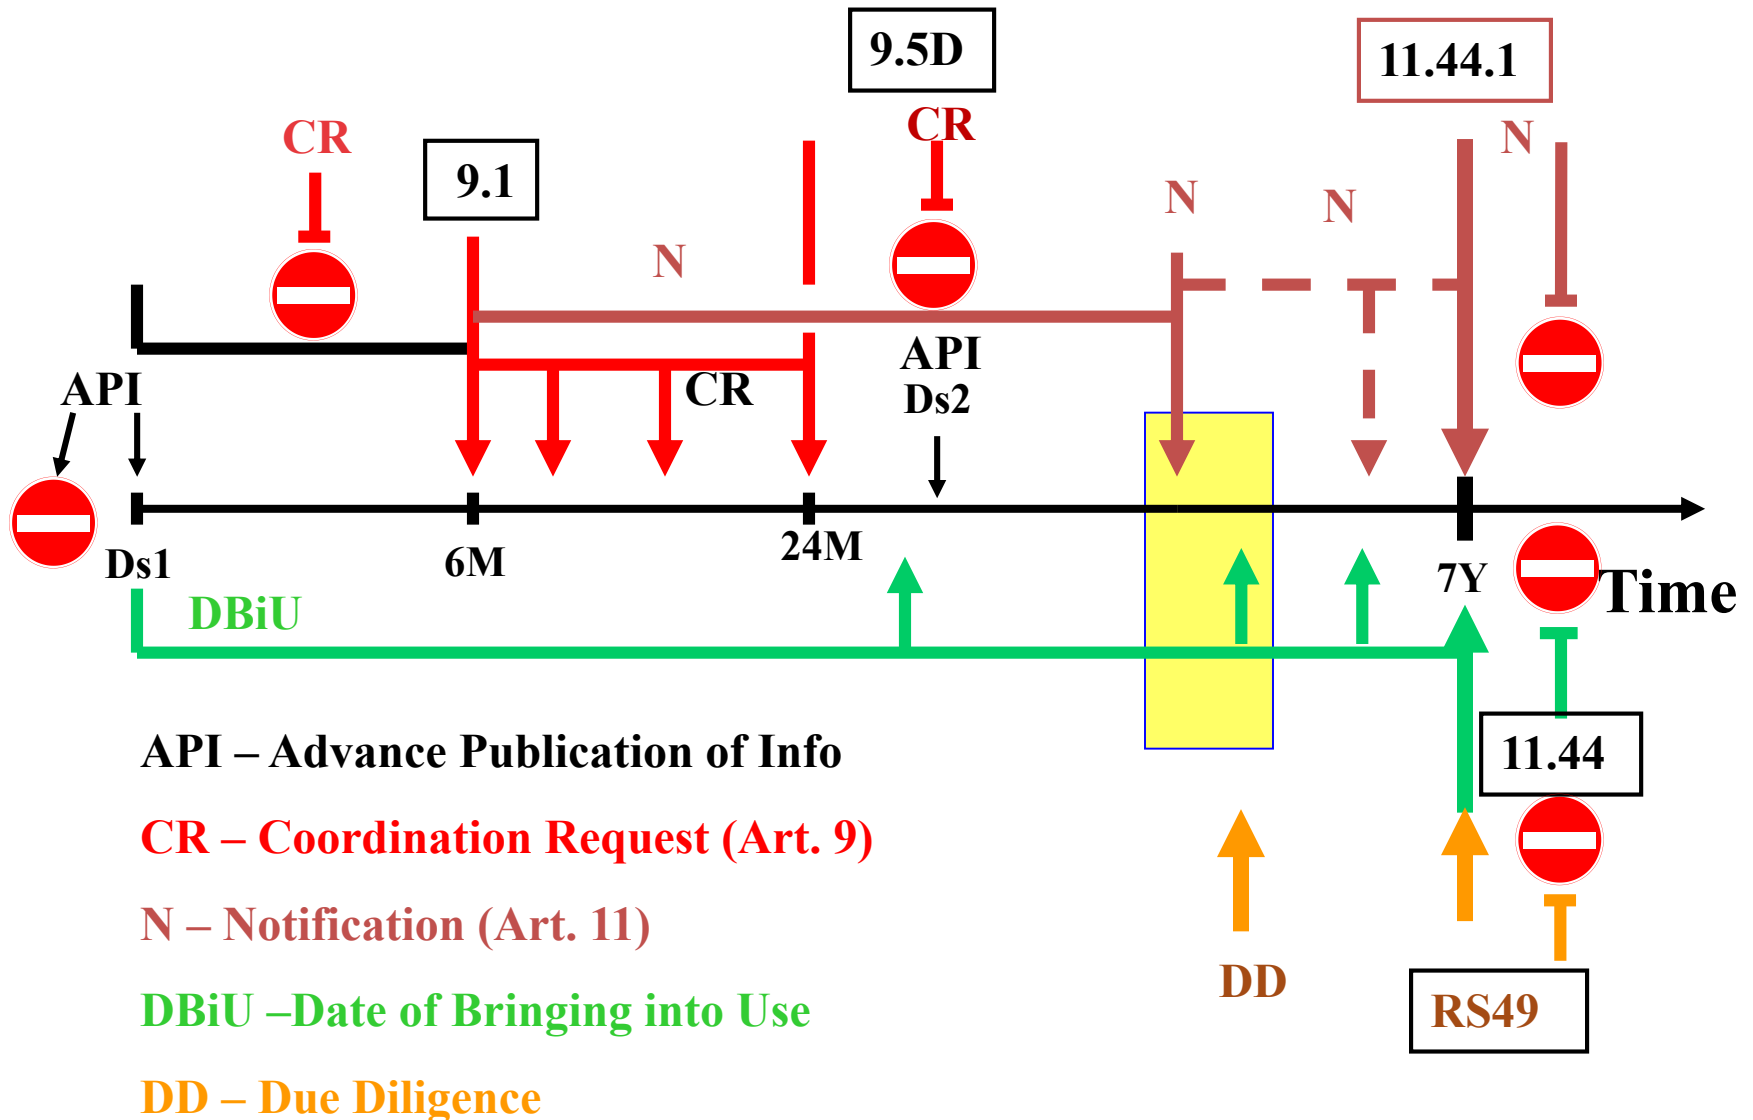 9.5D
11.44.1
CR
CR
N
9.1
N
N
N
API
API
CR
Ds2
Ds1
6M
24M
7Y
Time
DBiU
11.44
API – Advance Publication of Info
CR – Coordination Request (Art. 9)
N – Notification (Art. 11)
DD
RS49
DBiU –Date of Bringing into Use
DD – Due Diligence